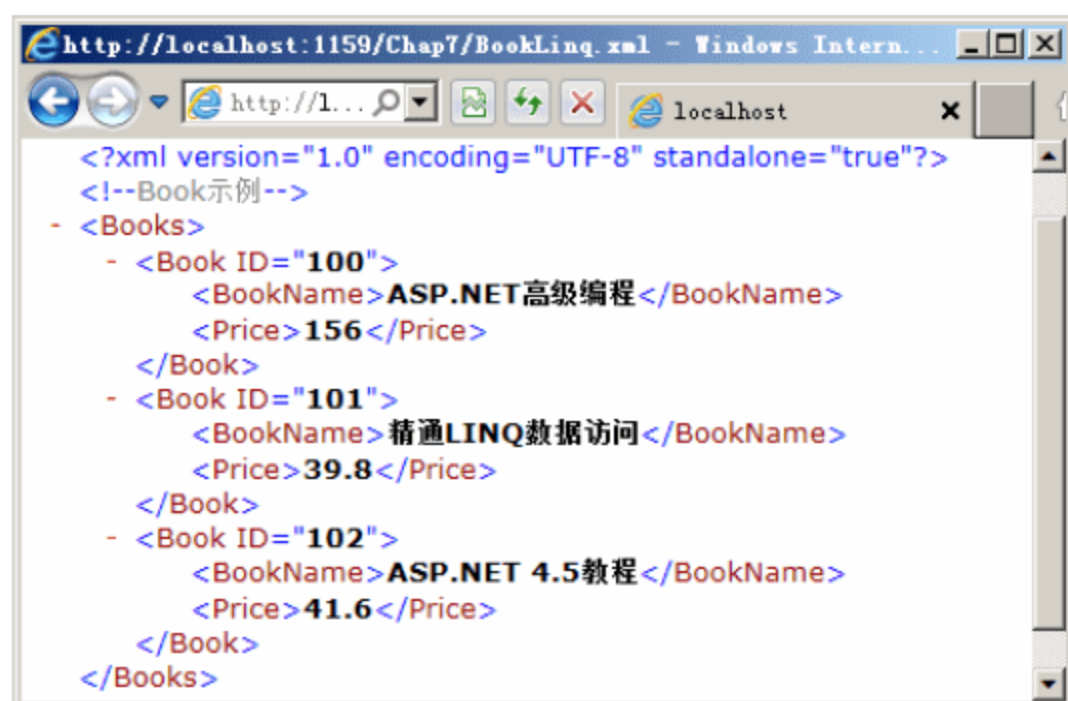 http://localhost:1159/Chap7/BookLinq.xml - Windows Intern...
http://l...
localhost
<?xml version="1.0" encoding="UTF-8" standalone="true"?>
<!--Book示例-->
- <Books>
- <Book ID="100">
<BookName>ASP.NET高级编程</BookName>
<Price>156</Price>
</Book>
- <Book ID="101">
<BookName>精通LINQ数据访问</BookName>
<Price>39.8</Price>
</Book>
- <Book ID="102">
<BookName>ASP.NET 4.5教程</BookName>
<Price>41.6</Price>
</Book>
</Books>